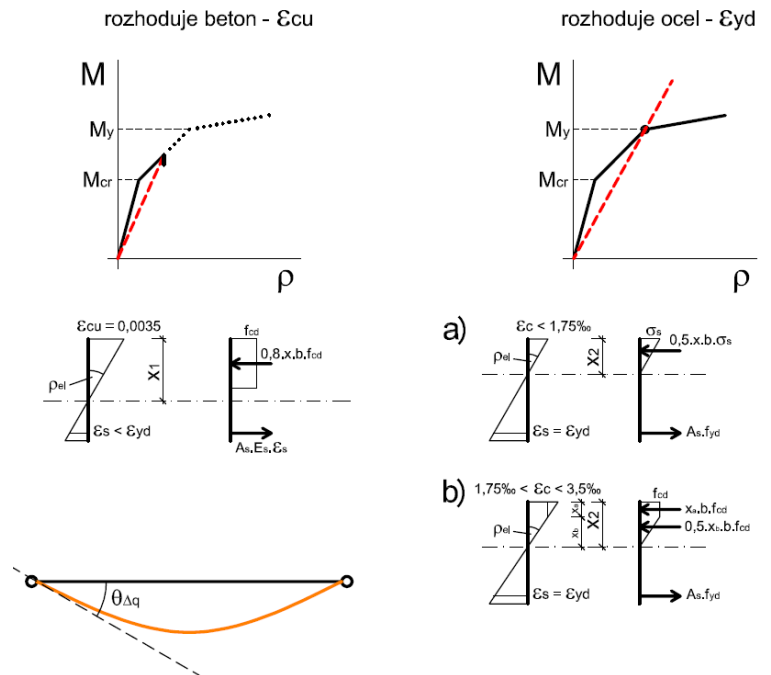 rozhoduje beton - εcu
M
My
Mcr
ρ
rozhoduje ocel - εyd
M
My
Mcr
ρ
εcu = 0,0035
ρel
x1
εs < εyd
fcd
0,8.x.b.fcd
As.Es.εs
a)
εc < 1,75‰
ρel
x2
εs = εyd
σs
0,5.x.b.σs
As.fyd
b)
1,75‰ < εc < 3,5‰
ρel
xa
xb
x2
εs = εyd
fcd
xa.b.fcd
0,5.xb.b.fcd
As.fyd
θΔq